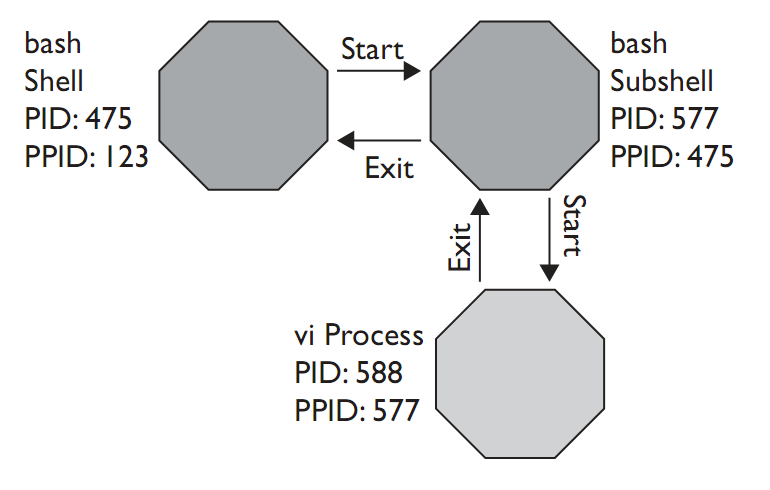 bash
Shell
PID: 475
PPID: 123
Start
Exit
bash
Subshell
PID: 577
PPID: 475
Exit
Start
vi Process
PID: 588
PPID: 577